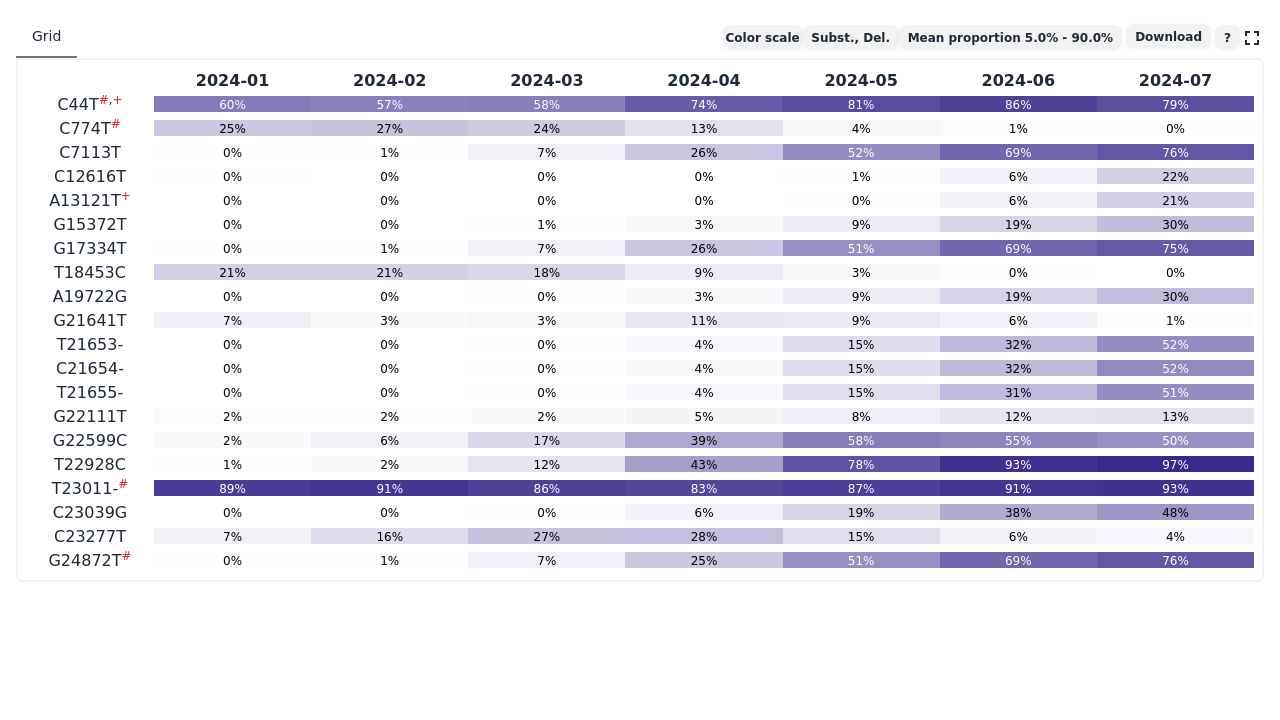 Grid
Color scale Subst., Del. Mean proportion 5.0% - 90.0% Download ?
2024-01 2024-02 2024-03 2024-04 2024-05 2024-06 2024-07
C44T#,+ 60% 57% 58% 74% 81% 86% 79%
C774T# 25% 27% 24% 13% 4% 1% 0%
C7113T 0% 1% 7% 26% 52% 69% 76%
C12616T 0% 0% 0% 0% 1% 6% 22%
A13121T+ 0% 0% 0% 0% 0% 6% 21%
G15372T 0% 0% 1% 3% 9% 19% 30%
G17334T 0% 1% 7% 26% 51% 69% 75%
T18453C 21% 21% 18% 9% 3% 0% 0%
A19722G 0% 0% 0% 3% 9% 19% 30%
G21641T 7% 3% 3% 11% 9% 6% 1%
T21653- 0% 0% 0% 4% 15% 32% 52%
C21654- 0% 0% 0% 4% 15% 32% 52%
T21655- 0% 0% 0% 4% 15% 31% 51%
G22111T 2% 2% 2% 5% 8% 12% 13%
G22599C 2% 6% 17% 39% 58% 55% 50%
T22928C 1% 2% 12% 43% 78% 93% 97%
T23011-# 89% 91% 86% 83% 87% 91% 93%
C23039G 0% 0% 0% 6% 19% 38% 48%
C23277T 7% 16% 27% 28% 15% 6% 4%
G24872T# 0% 1% 7% 25% 51% 69% 76%